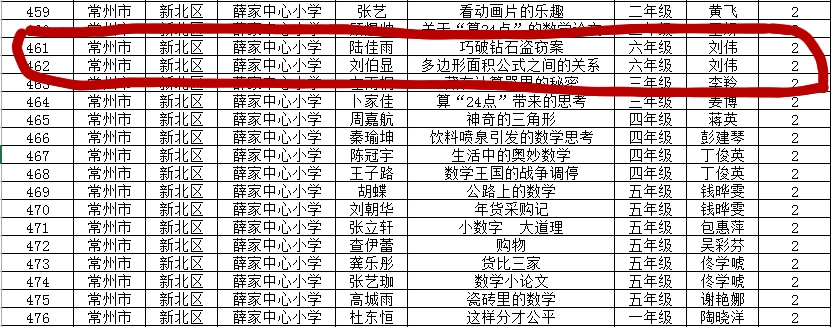 459 常州市 新北区 薛家中心小学 张艺 看动画片的乐趣 二年级 黄飞 2
常州市 新北区 薛家中心小学 关于“算24点”的数学论文 2
461 常州市 新北区 薛家中心小学 陆佳雨 巧破钻石盗窃案 六年级 刘伟 2
462 常州市 新北区 薛家中心小学 刘伯显 多边形面积公式之间的关系 六年级 刘伟 2
463 常州市 新北区 薛家中心小学 藏在计算器里的秘密 三年级 李羚 2
464 常州市 新北区 薛家中心小学 卜家佳 算“24点”带来的思考 三年级 姜博 2
465 常州市 新北区 薛家中心小学 周嘉航 神奇的三角形 四年级 蒋英 2
466 常州市 新北区 薛家中心小学 秦瑜坤 饮料喷泉引发的数学思考 四年级 彭建琴 2
467 常州市 新北区 薛家中心小学 陈冠宇 生活中的奥妙数学 四年级 丁俊英 2
468 常州市 新北区 薛家中心小学 王子路 数学王国的战争调停 四年级 丁俊英 2
469 常州市 新北区 薛家中心小学 胡蝶 公路上的数学 五年级 钱晔雯 2
470 常州市 新北区 薛家中心小学 刘朝华 年货采购记 五年级 钱晔雯 2
471 常州市 新北区 薛家中心小学 张立轩 小数字 大道理 五年级 包惠萍 2
472 常州市 新北区 薛家中心小学 查伊蕾 购物 五年级 吴彩芬 2
473 常州市 新北区 薛家中心小学 龚乐彤 货比三家 五年级 佟学唬 2
474 常州市 新北区 薛家中心小学 张艺珈 数学小论文 五年级 佟学唬 2
475 常州市 新北区 薛家中心小学 高城雨 瓷砖里的数学 五年级 谢艳娜 2
476 常州市 新北区 薛家中心小学 杜东恒 这样分才公平 一年级 陶晓洋 2